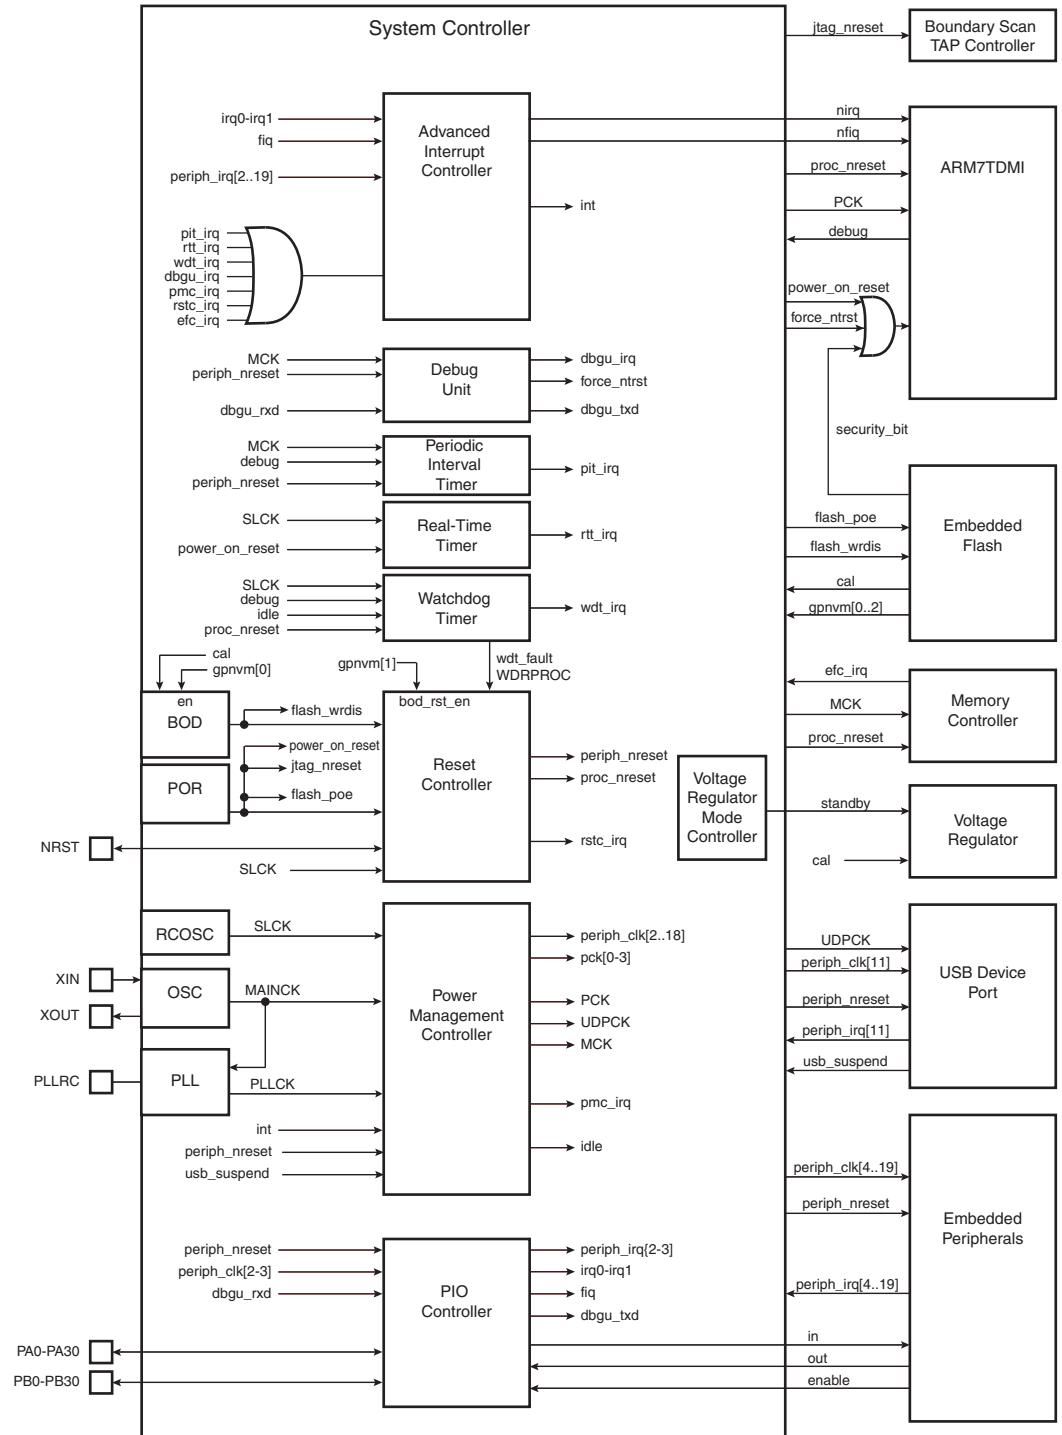 System Controller
jtag_nreset
Boundary Scan
TAP Controller
irq0-irq1
fiq
periph_irq[2..19]
Advanced
Interrupt
Controller
int
nirq
nfiq
proc_nreset
PCK
debug
ARM7TDMI
pit_irq
rtt_irq
wdt_irq
dbgu_irq
pmc_irq
rstc_irq
efc_irq
power_on_reset
force_ntrst
security_bit
MCK
periph_nreset
dbgu_rxd
Debug
Unit
dbgu_irq
force_ntrst
dbgu_txd
MCK
debug
periph_nreset
Periodic
Interval
Timer
pit_irq
SLCK
power_on_reset
Real-Time
Timer
rtt_irq
flash_poe
flash_wrdis
cal
gpnvm[0..2]
Embedded
Flash
SLCK
debug
idle
proc_nreset
Watchdog
Timer
wdt_irq
cal
gpnvm[0]
gpnvm[1]
wdt_fault
WDRPROC
en
BOD
flash_wrdis
bod_rst_en
power_on_reset
jtag_nreset
flash_poe
POR
Reset
Controller
periph_nreset
proc_nreset
rstc_irq
NRST
SLCK
efc_irq
MCK
proc_nreset
Memory
Controller
Voltage
Regulator
Mode
Controller
standby
cal
Voltage
Regulator
RCOSC
SLCK
XIN
XOUT
OSC
MAINCK
PLLRC
PLL
PLLCK
int
periph_nreset
usb_suspend
Power
Management
Controller
periph_clk[2..18]
pck[0-3]
PCK
UDPCK
MCK
pmc_irq
idle
UDPCK
periph_clk[11]
periph_nreset
periph_irq[11]
usb_suspend
USB Device
Port
periph_clk[4..19]
periph_nreset
periph_irq[4..19]
Embedded
Peripherals
periph_nreset
periph_clk[2-3]
dbgu_rxd
PIO
Controller
periph_irq{2-3]
irq0-irq1
fiq
dbgu_txd
PA0-PA30
PB0-PB30
in
out
enable